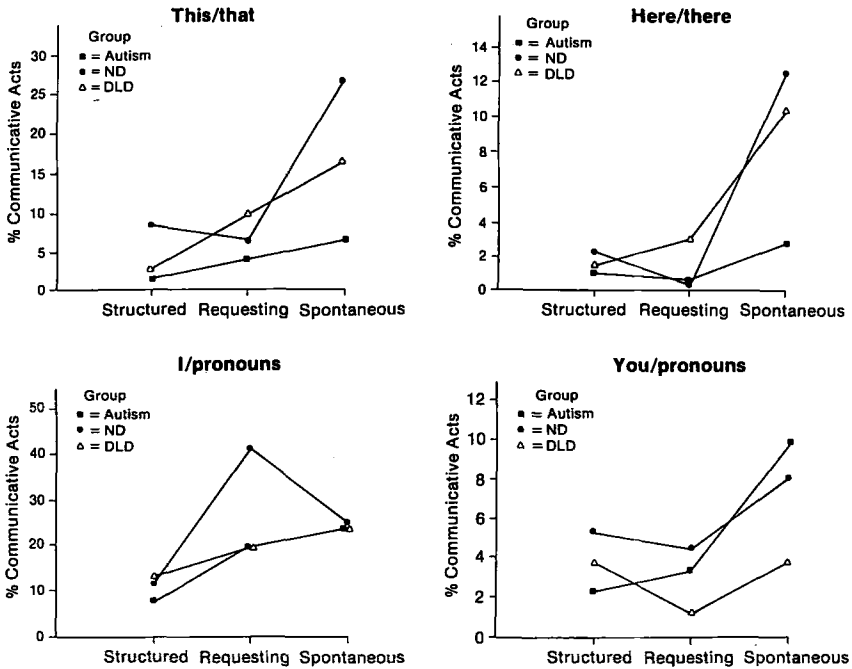 This/that
Group
■ = Autism
● = ND
△ = DLD
% Communicative Acts
30
25
20
15
10
5
0
Structured Requesting Spontaneous
Here/there
Group
■ = Autism
● = ND
△ = DLD
% Communicative Acts
14
12
10
8
6
4
2
0
Structured Requesting Spontaneous
I/pronouns
Group
■ = Autism
● = ND
△ = DLD
% Communicative Acts
50
40
30
20
10
0
Structured Requesting Spontaneous
You/pronouns
Group
■ = Autism
● = ND
△ = DLD
% Communicative Acts
12
10
8
6
4
2
0
Structured Requesting Spontaneous